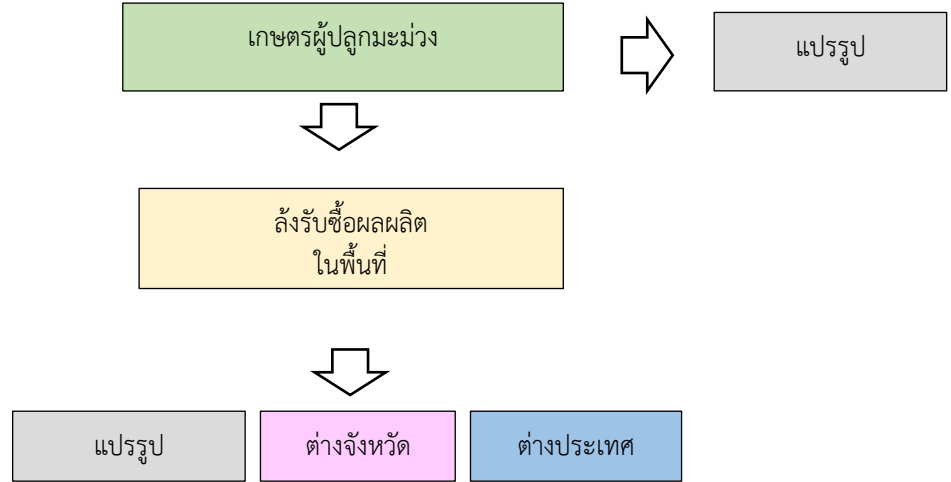 เกษตรผู้ปลูกมะม่วง
แปรรูป
ล้งรับซื้อผลผลิต
ในพื้นที่
แปรรูป
ต่างจังหวัด
ต่างประเทศ